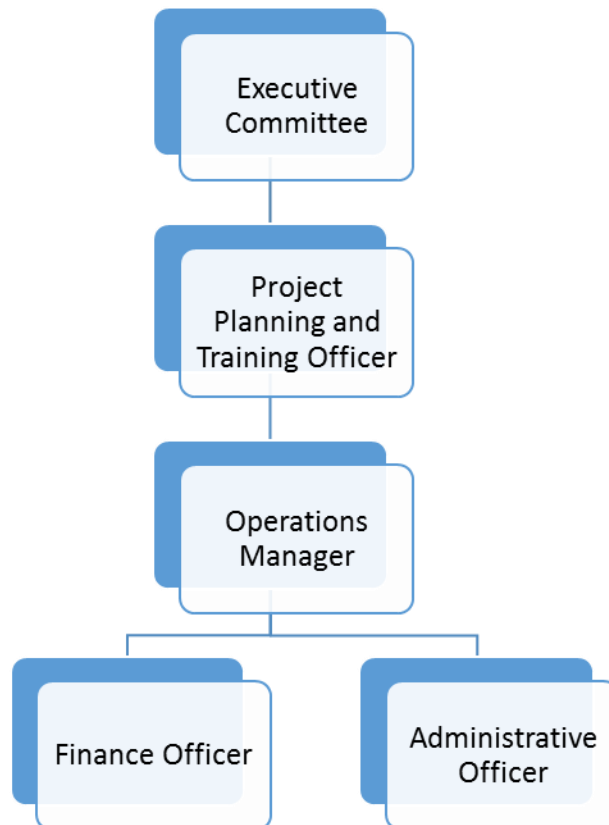 Executive
Committee
Project
Planning and
Training Officer
Operations
Manager
Finance Officer
Administrative
Officer